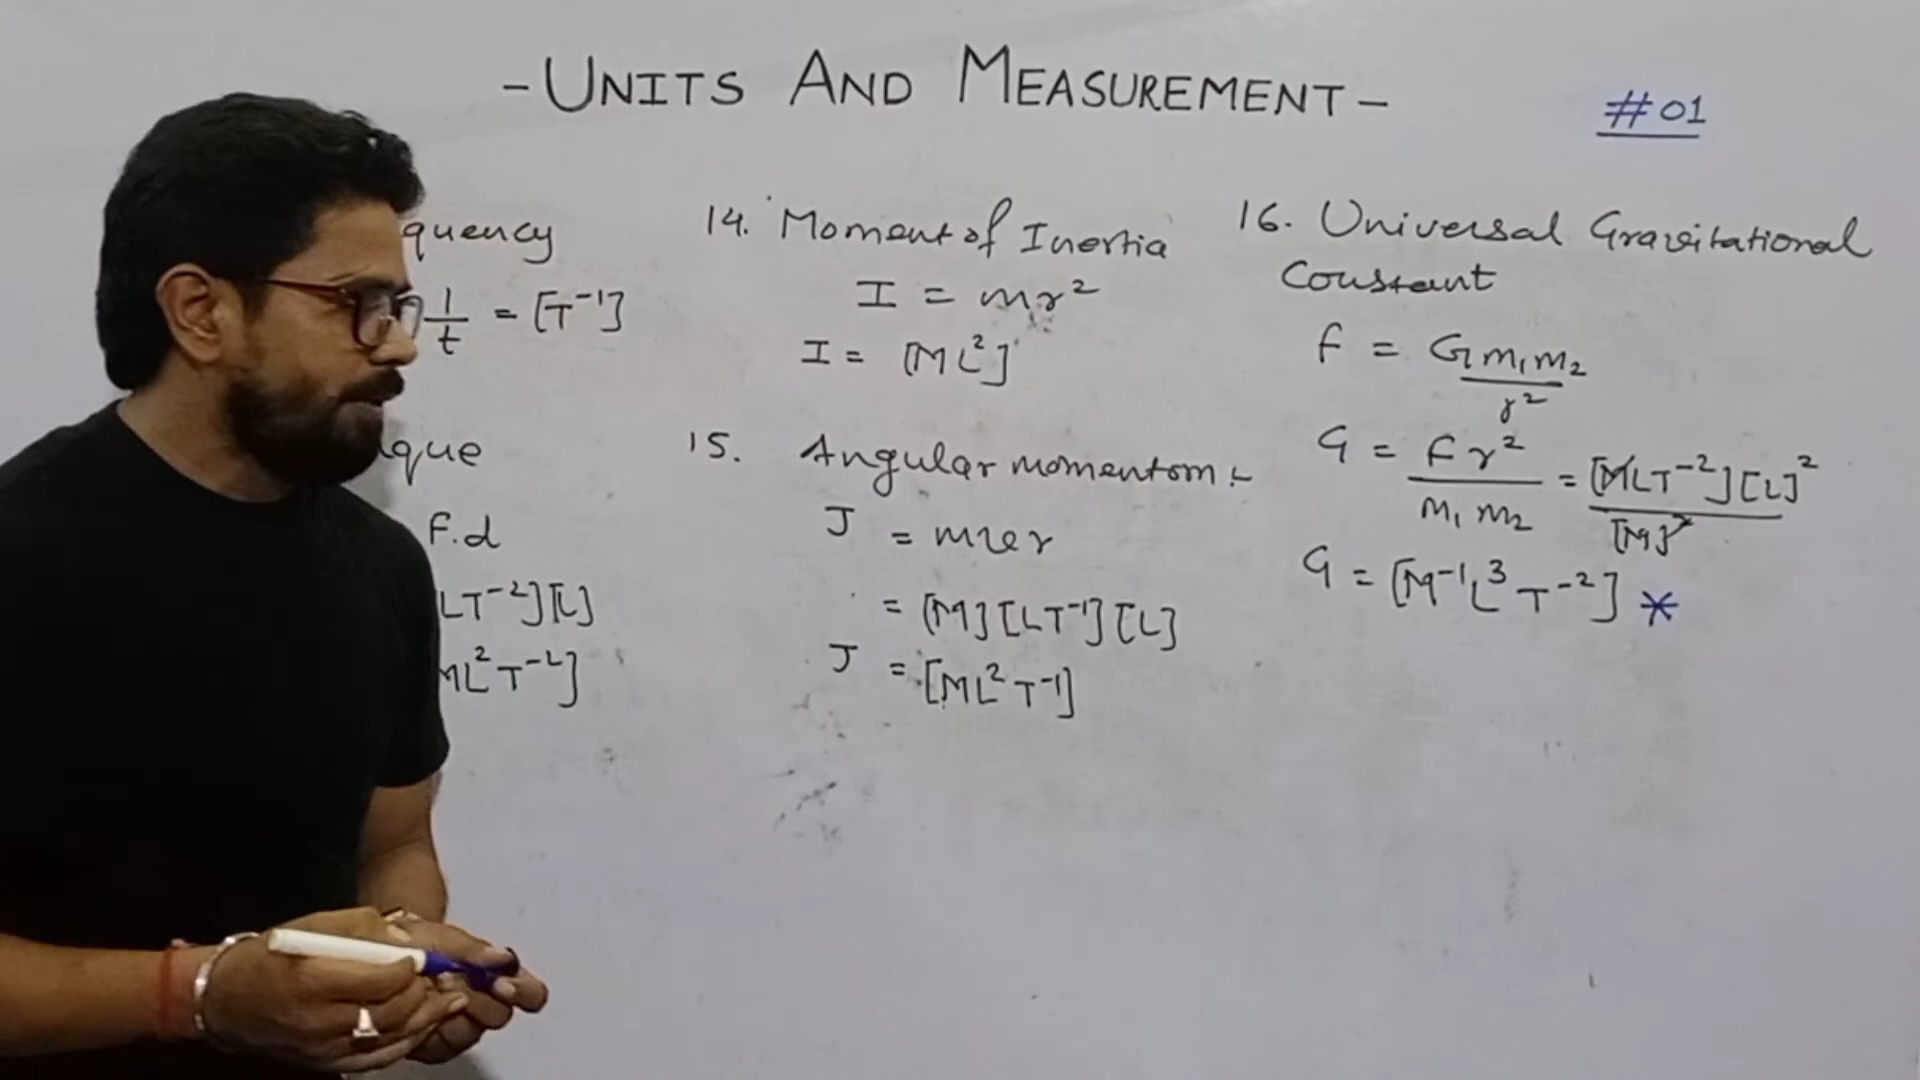 - UNITS AND MEASUREMENT -
#01
quency
1/t = [T⁻¹]
que
F.d
LT⁻²][L]
ML²T⁻²]
14. Moment of Inertia
I = mr²
I = [ML²]
15. Angular momentom :-
J = mvr
= [M][LT⁻¹][L]
J = [ML²T⁻¹]
16. Universal Gravitational
Constant
F = Gm₁m₂/r²
G = Fr²/m₁m₂ = [MLT⁻²][L]²/[M]²
G = [M⁻¹L³T⁻²] *